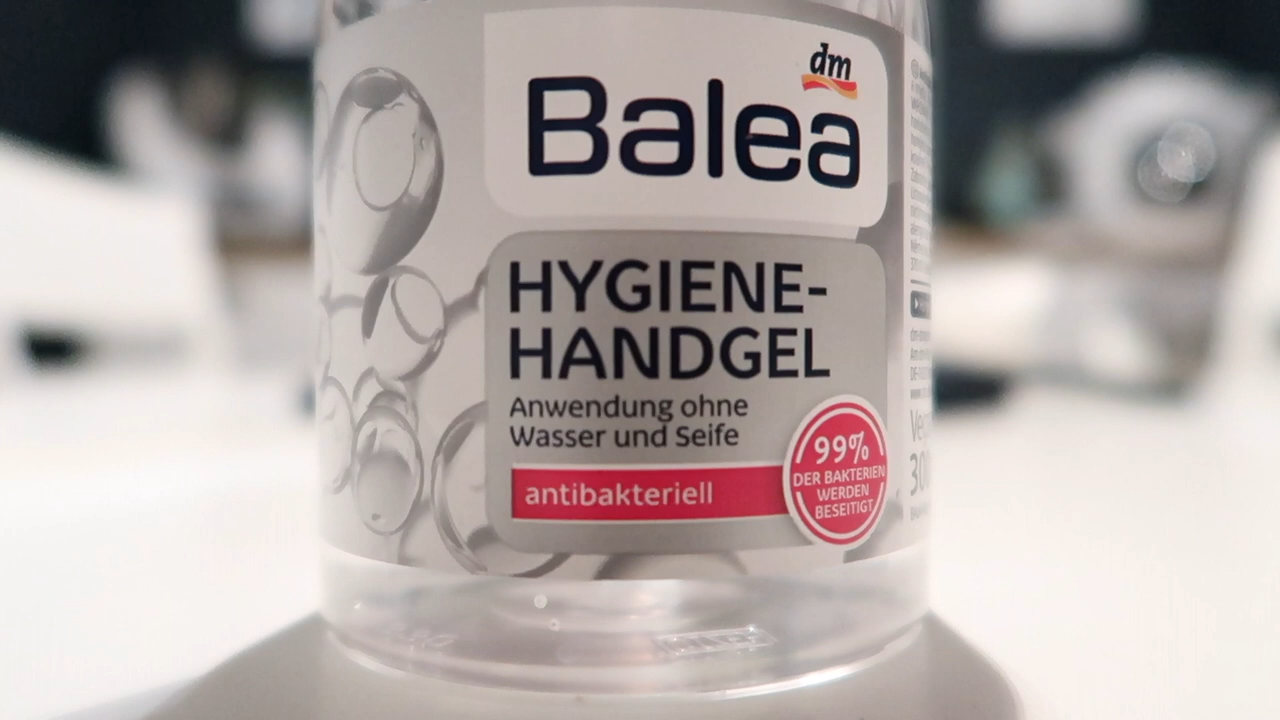 dm
Balea
HYGIENE-
HANDGEL
Anwendung ohne
Wasser und Seife
antibakteriell
99%
DER BAKTERIEN
WERDEN
BESEITIGT